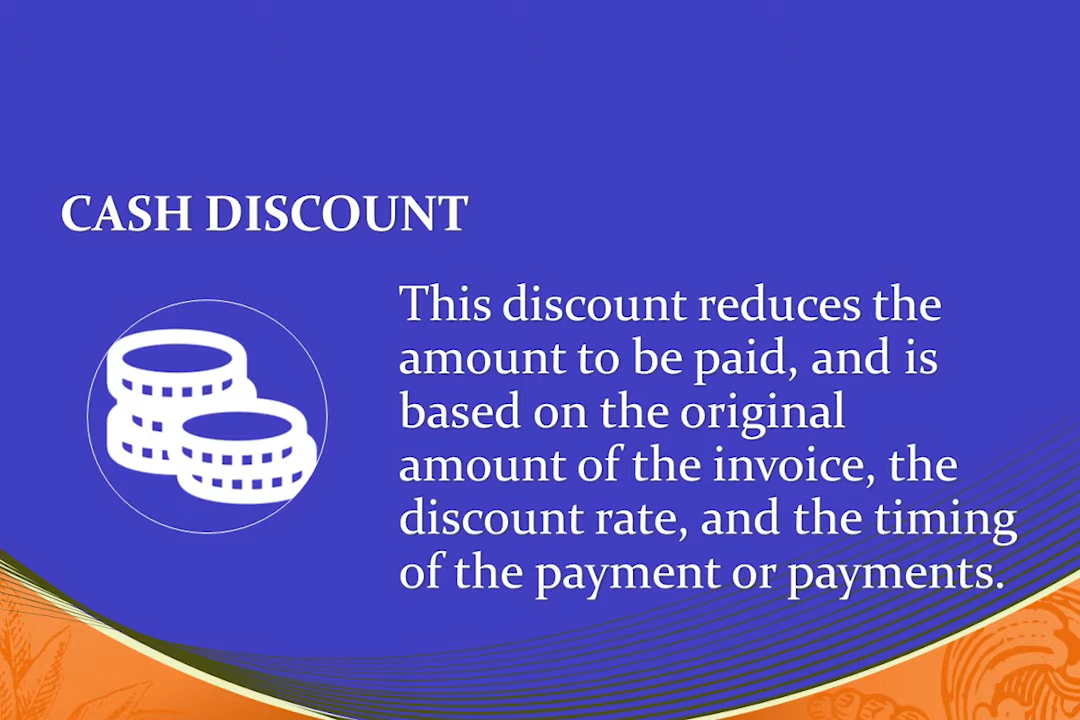 CASH DISCOUNT
This discount reduces the
amount to be paid, and is
based on the original
amount of the invoice, the
discount rate, and the timing
of the payment or payments.